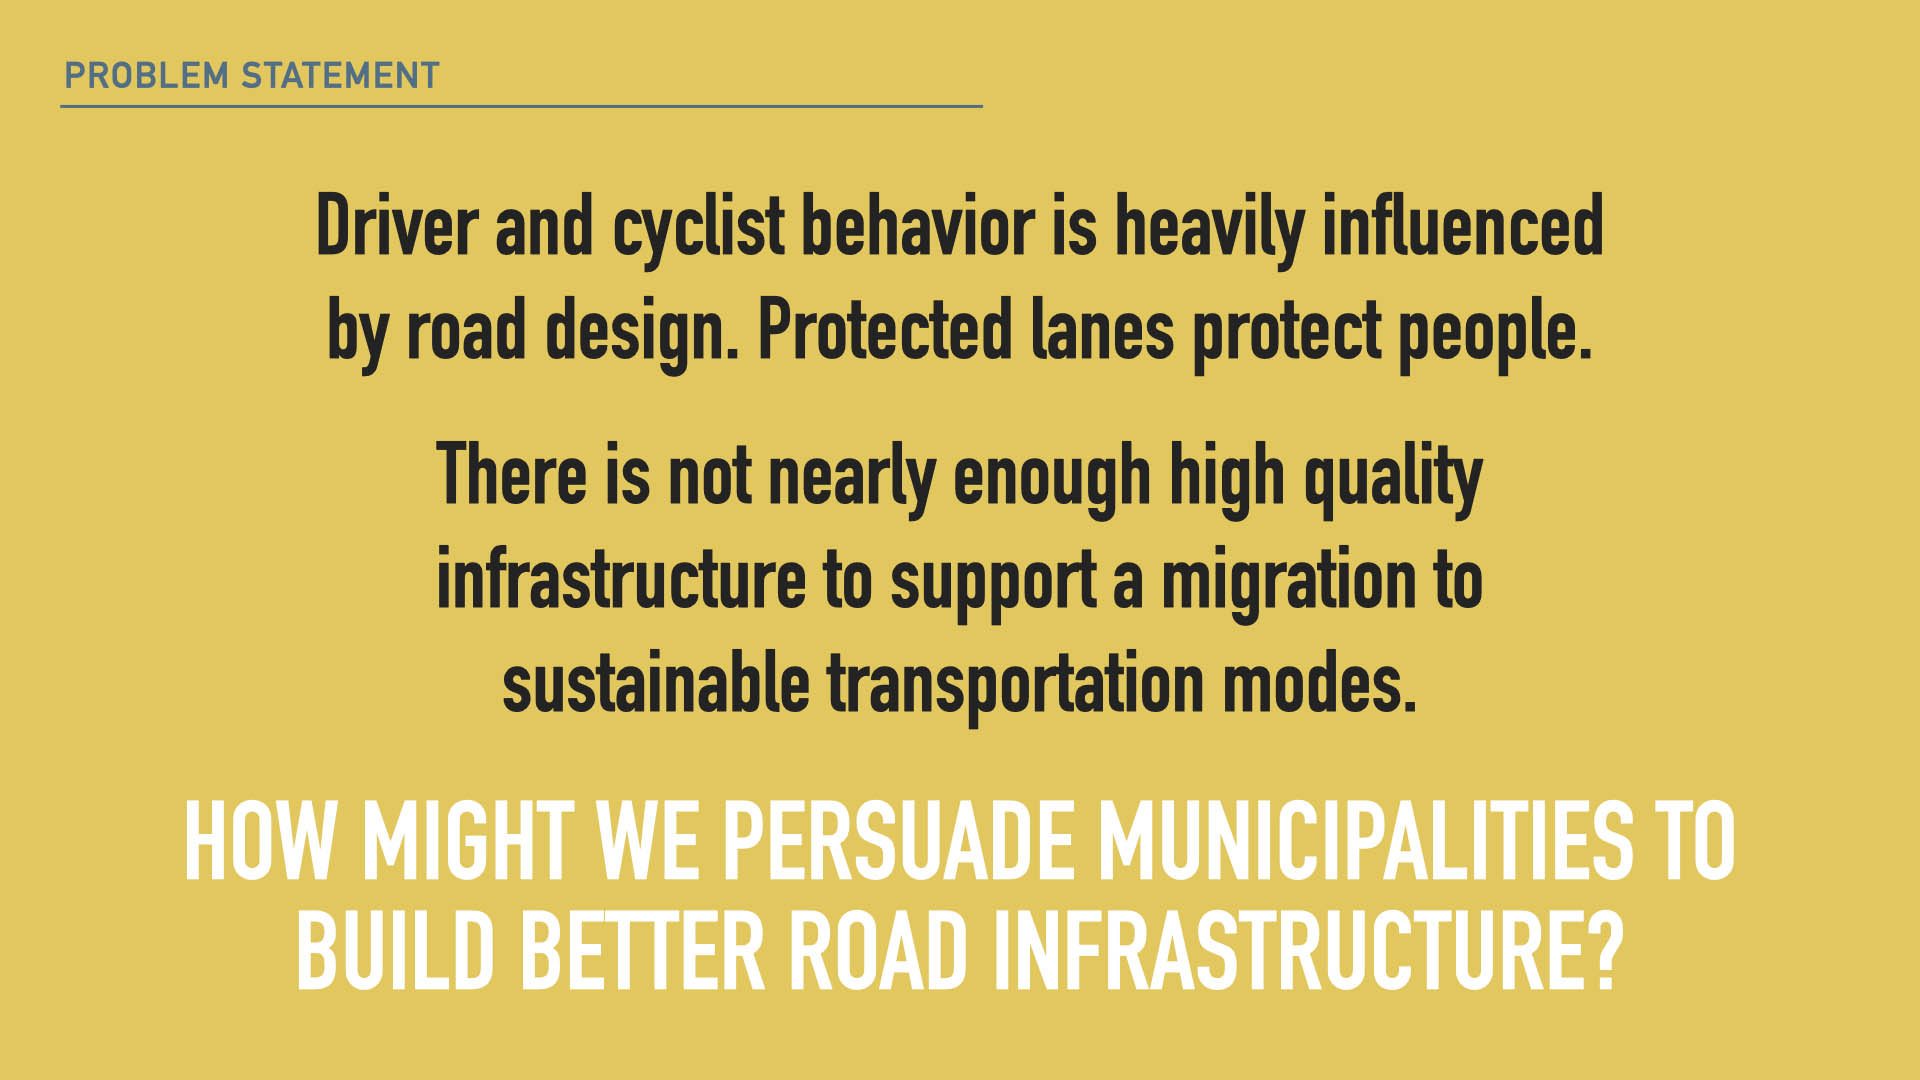 PROBLEM STATEMENT
Driver and cyclist behavior is heavily influenced
by road design. Protected lanes protect people.
There is not nearly enough high quality
infrastructure to support a migration to
sustainable transportation modes.
HOW MIGHT WE PERSUADE MUNICIPALITIES TO
BUILD BETTER ROAD INFRASTRUCTURE?